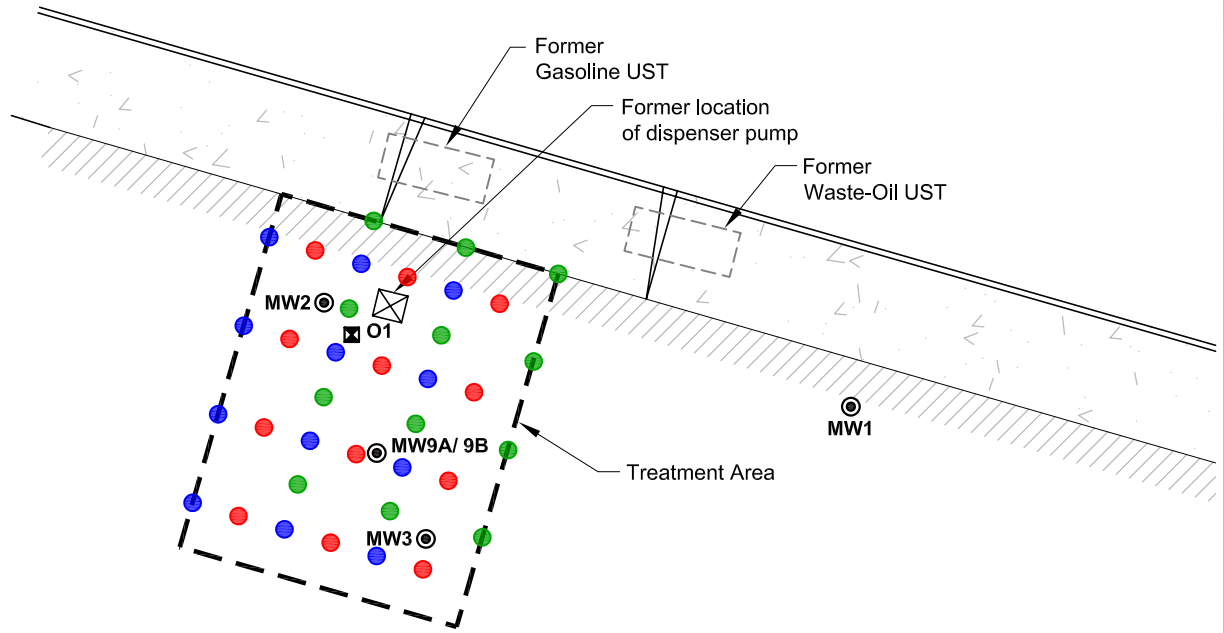 Former
Gasoline UST
Former location
of dispenser pump
Former
Waste-Oil UST
MW2
O1
MW1
MW9A/ 9B
Treatment Area
MW3